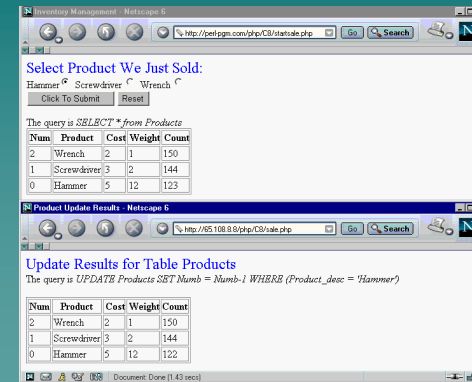 Inventory Management - Netscape 6
http://perl-pgm.com/php/C8/startsale.php Go Search N
Select Product We Just Sold:
Hammer Screwdriver Wrench
Click To Submit Reset
The query is SELECT * from Products
Num Product Cost Weight Count
2 Wrench 2 1 150
1 Screwdriver 3 2 144
0 Hammer 5 12 123
Product Update Results - Netscape 6
http://65.108.8.8/php/C8/sale.php Go Search N
Update Results for Table Products
The query is UPDATE Products SET Numb = Numb-1 WHERE (Product_desc = 'Hammer')
Num Product Cost Weight Count
2 Wrench 2 1 150
1 Screwdriver 3 2 144
0 Hammer 5 12 122
Document: Done (1.43 secs)